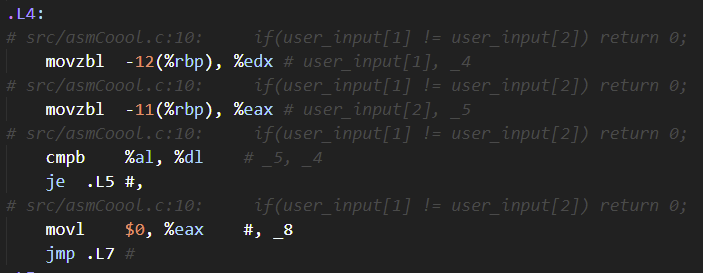 .L4:
# src/asmCoool.c:10:     if(user_input[1] != user_input[2]) return 0;
movzbl  -12(%rbp), %edx # user_input[1], _4
# src/asmCoool.c:10:     if(user_input[1] != user_input[2]) return 0;
movzbl  -11(%rbp), %eax # user_input[2], _5
# src/asmCoool.c:10:     if(user_input[1] != user_input[2]) return 0;
cmpb    %al, %dl    # _5, _4
je  .L5 #,
# src/asmCoool.c:10:     if(user_input[1] != user_input[2]) return 0;
movl    $0, %eax    #, _8
jmp .L7 #